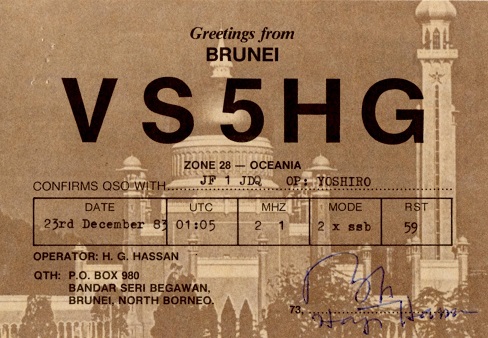 Greetings from
BRUNEI
VS5HG
ZONE 28 — OCEANIA
CONFIRMS QSO WITH JF 1 JDQ OP: YOSHIRO
DATE UTC MHZ MODE RST
23rd December 83 01:05 2 1 2 x ssb 59
OPERATOR: H. G. HASSAN
QTH: P.O. BOX 980
BANDAR SERI BEGAWAN,
BRUNEI, NORTH BORNEO.
73,